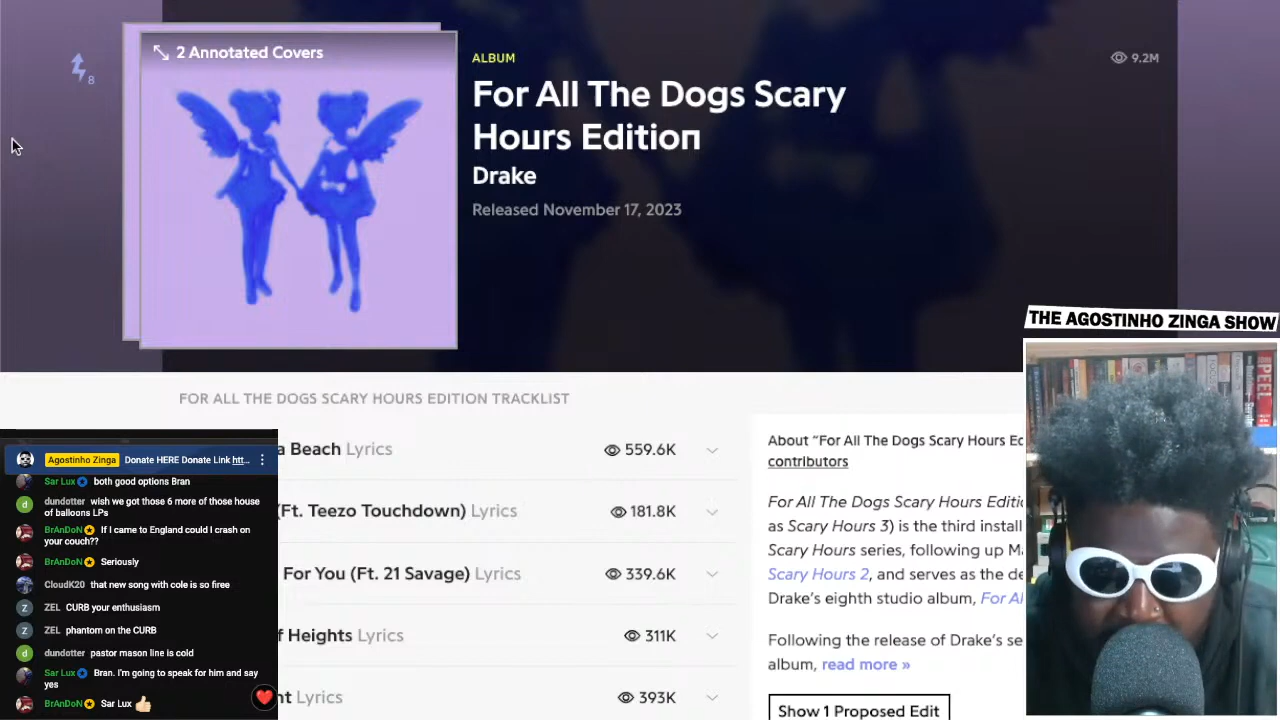 2 Annotated Covers
8
ALBUM
9.2M
For All The Dogs Scary
Hours Edition
Drake
Released November 17, 2023
THE AGOSTINHO ZINGA SHOW
FOR ALL THE DOGS SCARY HOURS EDITION TRACKLIST
a Beach Lyrics 559.6K
(Ft. Teezo Touchdown) Lyrics 181.8K
For You (Ft. 21 Savage) Lyrics 339.6K
f Heights Lyrics 311K
nt Lyrics 393K
About “For All The Dogs Scary Hours Ed
contributors
For All The Dogs Scary Hours Editic
as Scary Hours 3) is the third install
Scary Hours series, following up Ma
Scary Hours 2, and serves as the de
Drake’s eighth studio album, For Al
Following the release of Drake’s se
album, read more »
Show 1 Proposed Edit
Agostinho Zinga Donate HERE Donate Link htt...
Sar Lux both good options Bran
dundotter wish we got those 6 more of those house
of balloons LPs
BrAnDoN If I came to England could I crash on
your couch??
BrAnDoN Seriously
CloudK20 that new song with cole is so firee
ZEL CURB your enthusiasm
ZEL phantom on the CURB
dundotter pastor mason line is cold
Sar Lux Bran. I'm going to speak for him and say
yes
BrAnDoN Sar Lux